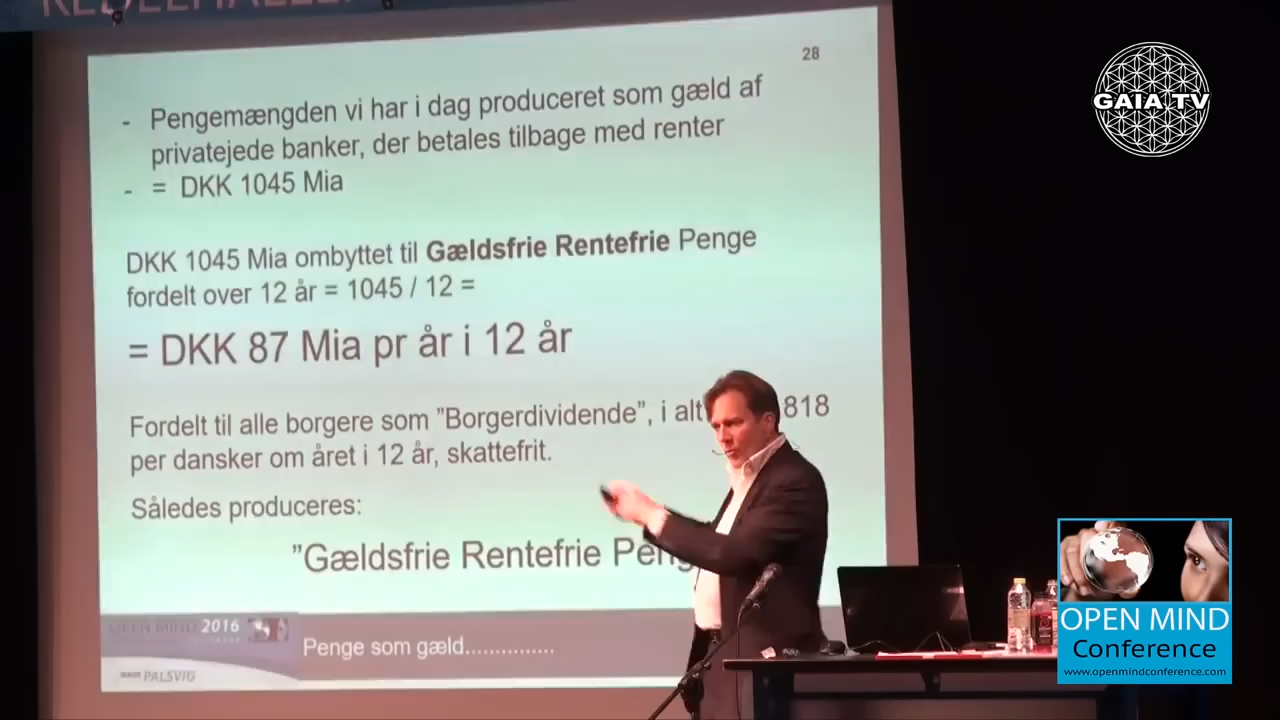 28
- Pengemængden vi har i dag produceret som gæld af
privatejede banker, der betales tilbage med renter
- = DKK 1045 Mia
DKK 1045 Mia ombyttet til Gældsfrie Rentefrie Penge
fordelt over 12 år = 1045 / 12 =
= DKK 87 Mia pr år i 12 år
Fordelt til alle borgere som "Borgerdividende", i alt 818
per dansker om året i 12 år, skattefrit.
Således produceres:
"Gældsfrie Rentefrie Peng
OPEN MIND 2016
Penge som gæld..............
PALSVIG
GAIA.TV
OPEN MIND
Conference
www.openmindconference.com